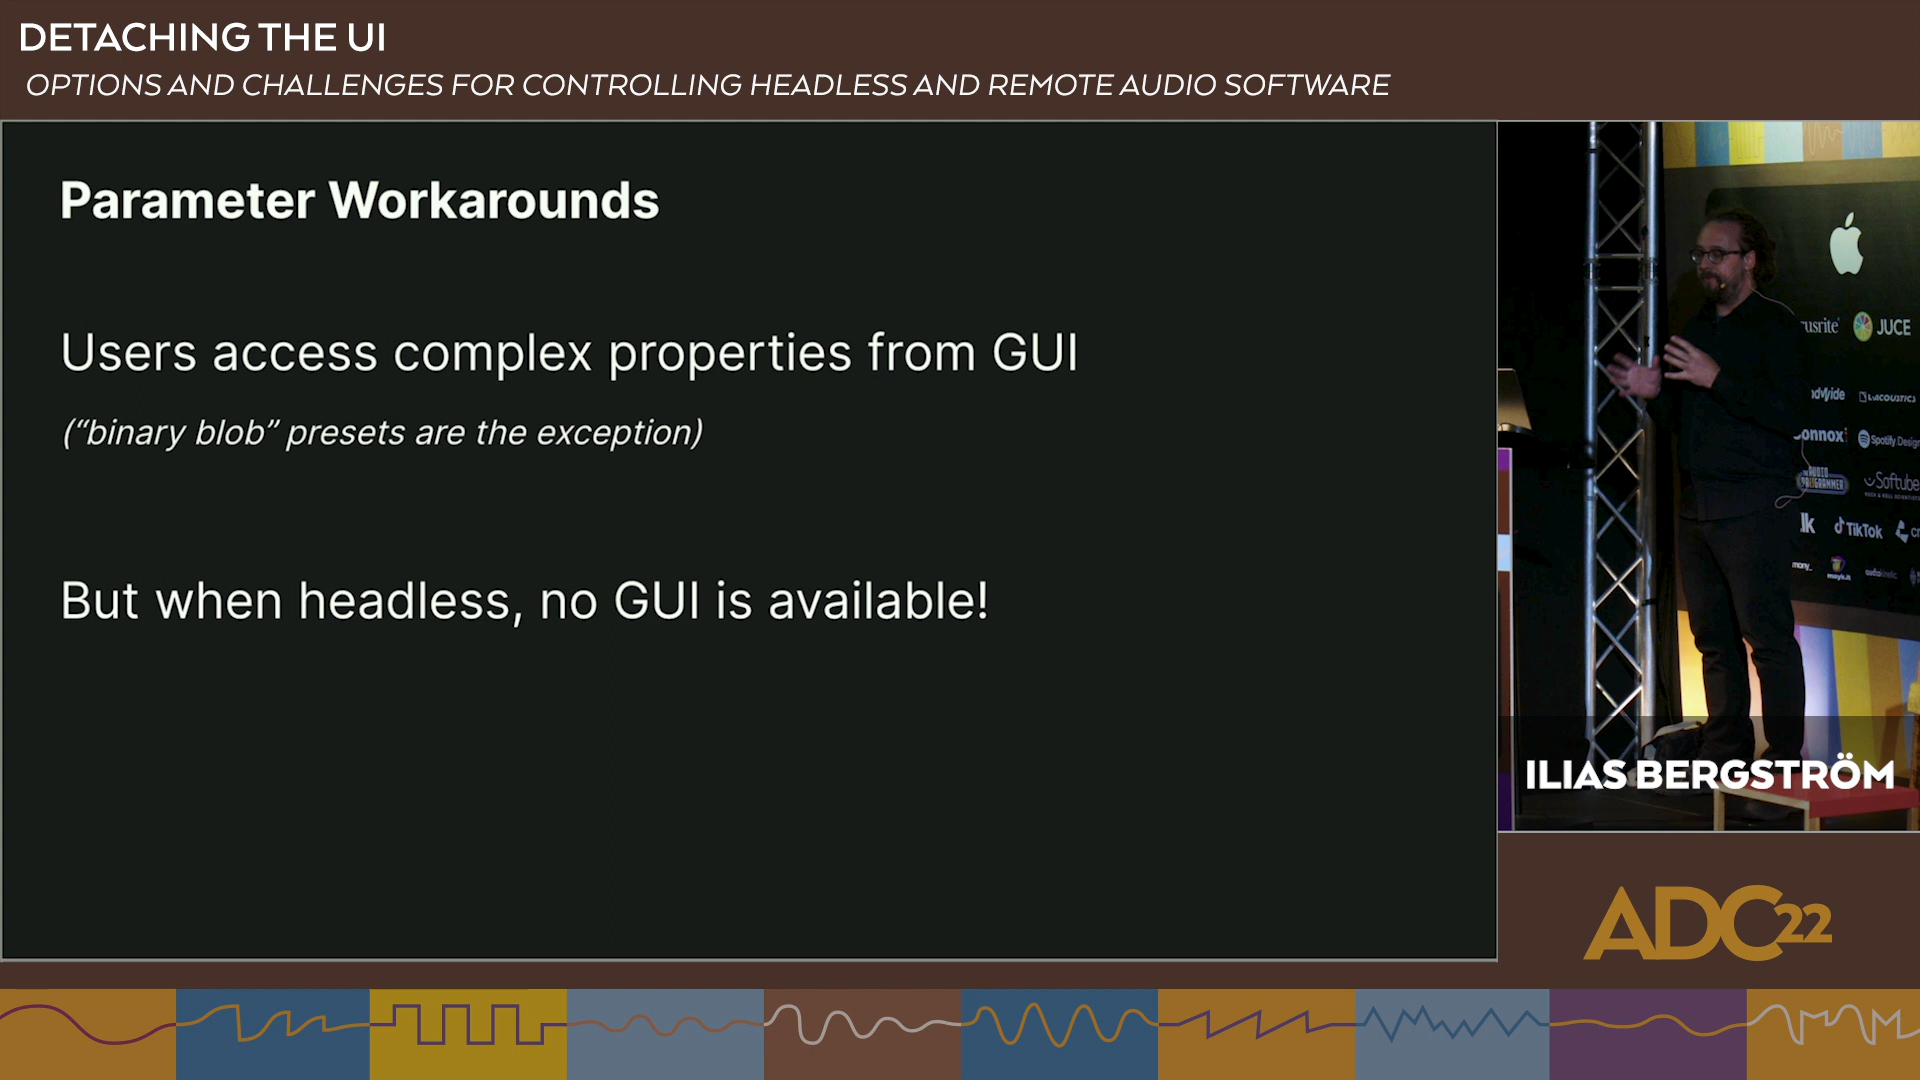 DETACHING THE UI
OPTIONS AND CHALLENGES FOR CONTROLLING HEADLESS AND REMOTE AUDIO SOFTWARE
Parameter Workarounds
Users access complex properties from GUI
(“binary blob” presets are the exception)
But when headless, no GUI is available!
JUCE
Spotify Design
Softube
TikTok
ILIAS BERGSTRÖM
ADC22